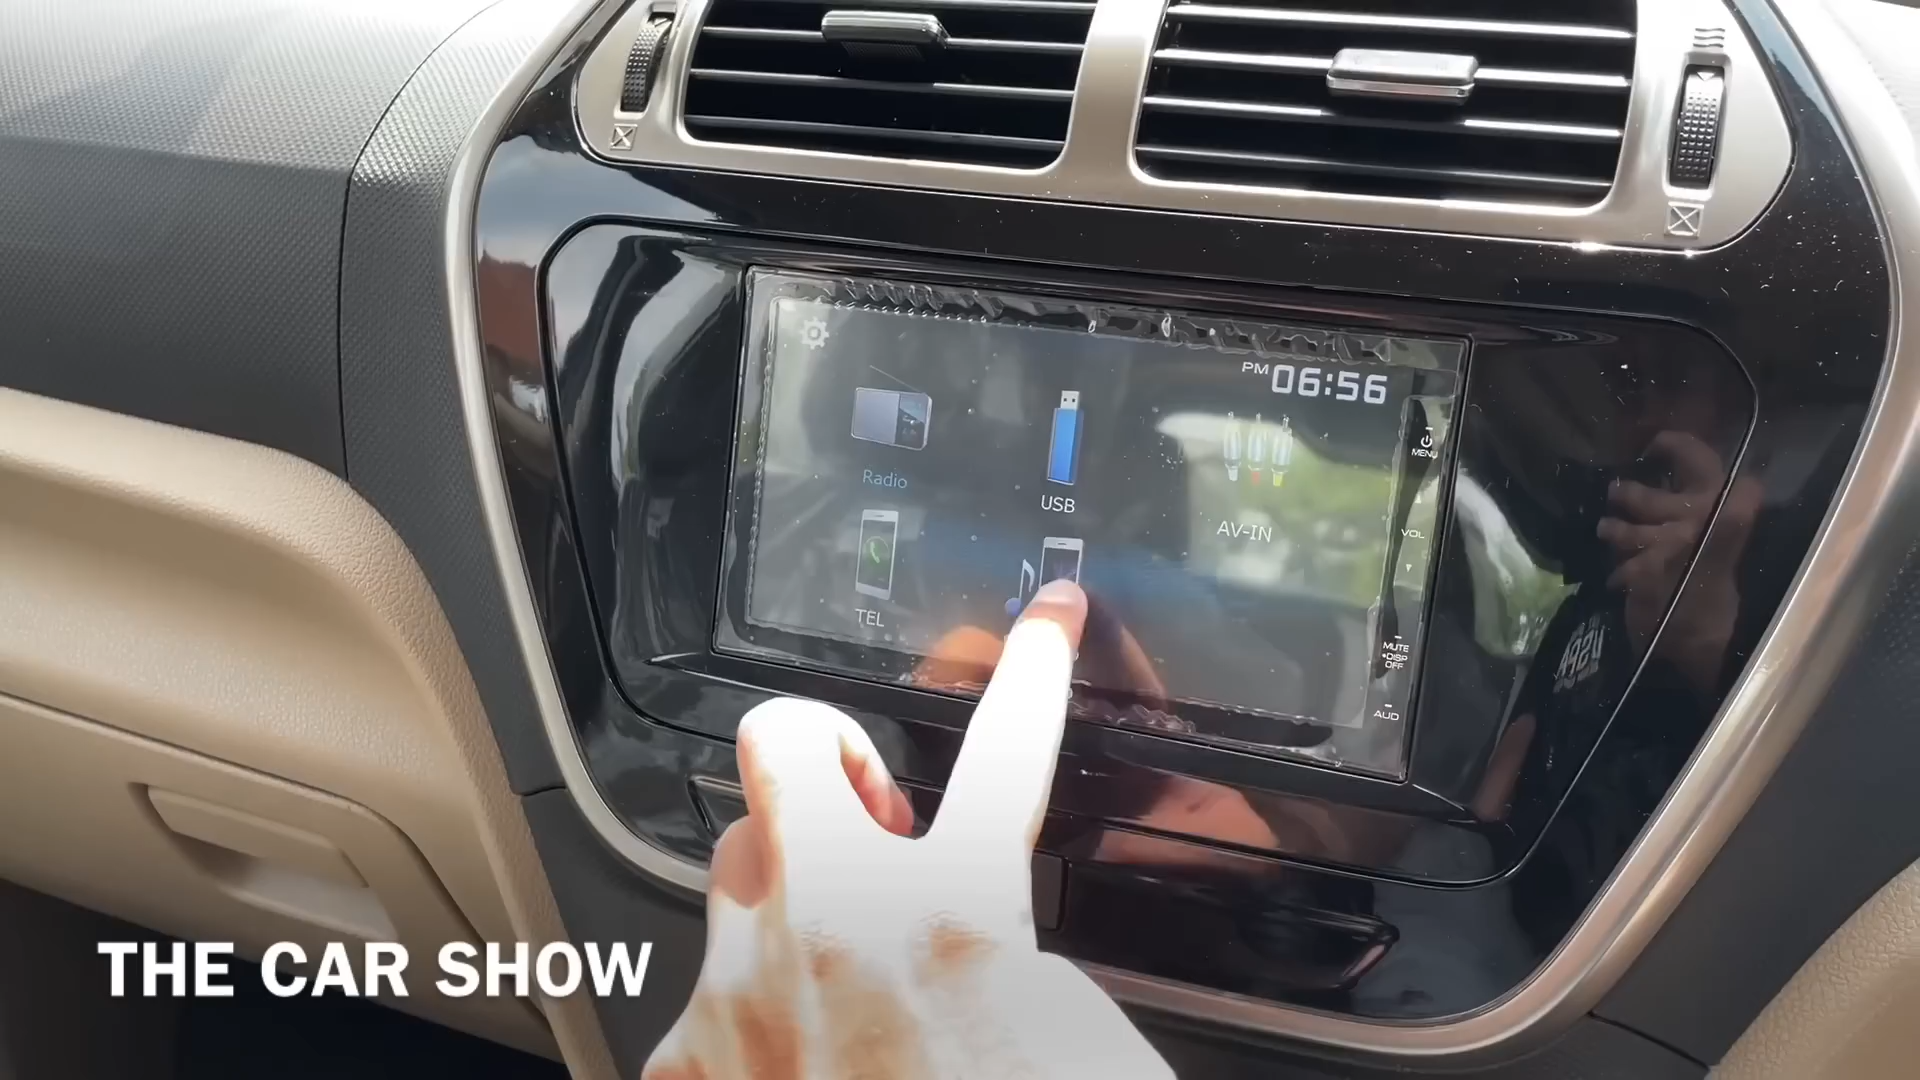 PM 06:56
Radio
USB
AV-IN
TEL
MENU
VOL
MUTE
•DISP
OFF
AUD
THE CAR SHOW